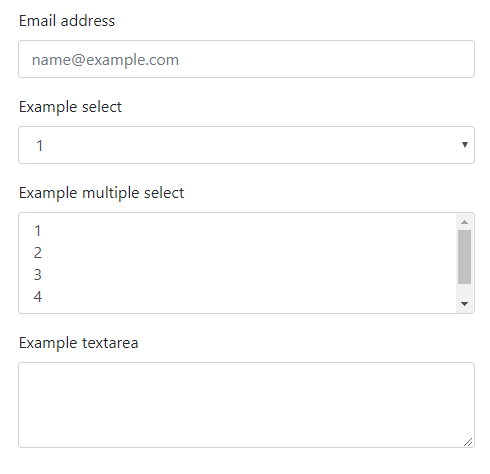 Email address
name@example.com
Example select
1
Example multiple select
1
2
3
4
Example textarea